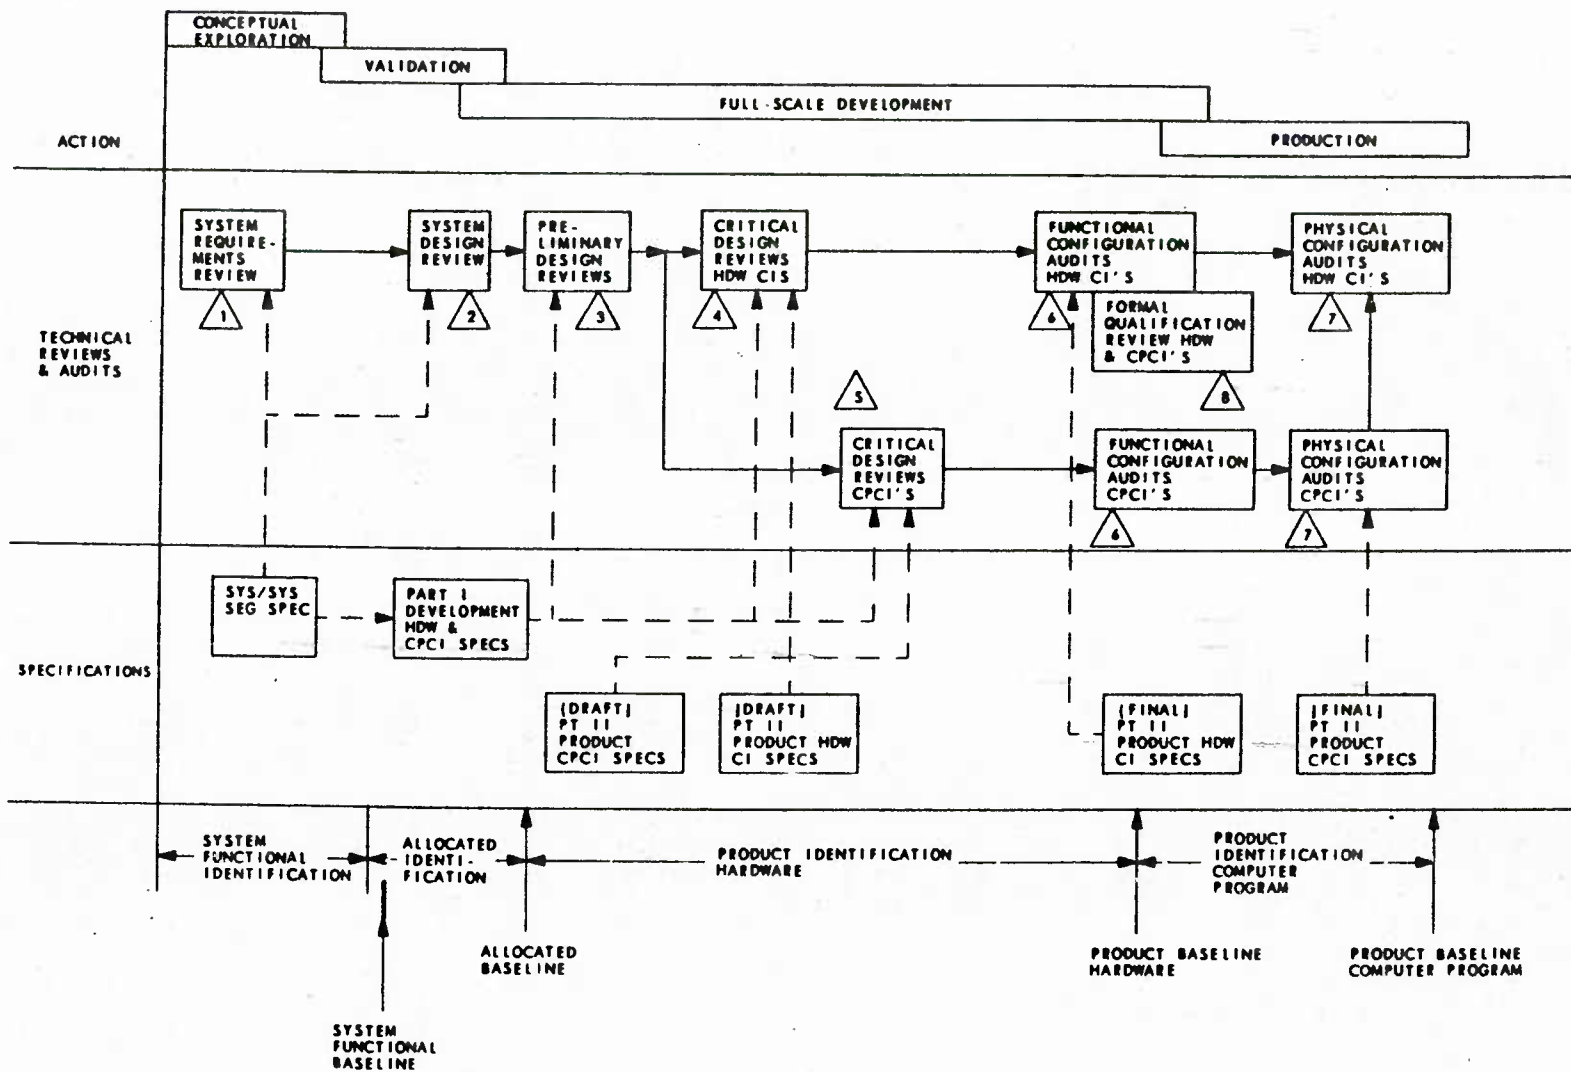 CONCEPTUAL
EXPLORATION
VALIDATION
FULL-SCALE DEVELOPMENT
PRODUCTION
ACTION
SYSTEM
REQUIRE-
MENTS
REVIEW
1
SYSTEM
DESIGN
REVIEW
2
PRE-
LIMINARY
DESIGN
REVIEWS
3
CRITICAL
DESIGN
REVIEWS
HDW CIS
4
FUNCTIONAL
CONFIGURATION
AUDITS
HDW CI'S
6
FORMAL
QUALIFICATION
REVIEW HDW
& CPCI'S
8
PHYSICAL
CONFIGURATION
AUDITS
HDW CI'S
7
TECHNICAL
REVIEWS
& AUDITS
5
CRITICAL
DESIGN
REVIEWS
CPCI'S
FUNCTIONAL
CONFIGURATION
AUDITS
CPCI'S
6
PHYSICAL
CONFIGURATION
AUDITS
CPCI'S
7
SYS/SYS
SEG SPEC
PART I
DEVELOPMENT
HDW &
CPCI SPECS
SPECIFICATIONS
[DRAFT]
PT II
PRODUCT
CPCI SPECS
[DRAFT]
PT II
PRODUCT HDW
CI SPECS
[FINAL]
PT II
PRODUCT HDW
CI SPECS
[FINAL]
PT II
PRODUCT
CPCI SPECS
SYSTEM
FUNCTIONAL
IDENTIFICATION
ALLOCATED
IDENTI-
FICATION
PRODUCT IDENTIFICATION
HARDWARE
PRODUCT
IDENTIFICATION
COMPUTER
PROGRAM
ALLOCATED
BASELINE
PRODUCT BASELINE
HARDWARE
PRODUCT BASELINE
COMPUTER PROGRAM
SYSTEM
FUNCTIONAL
BASELINE